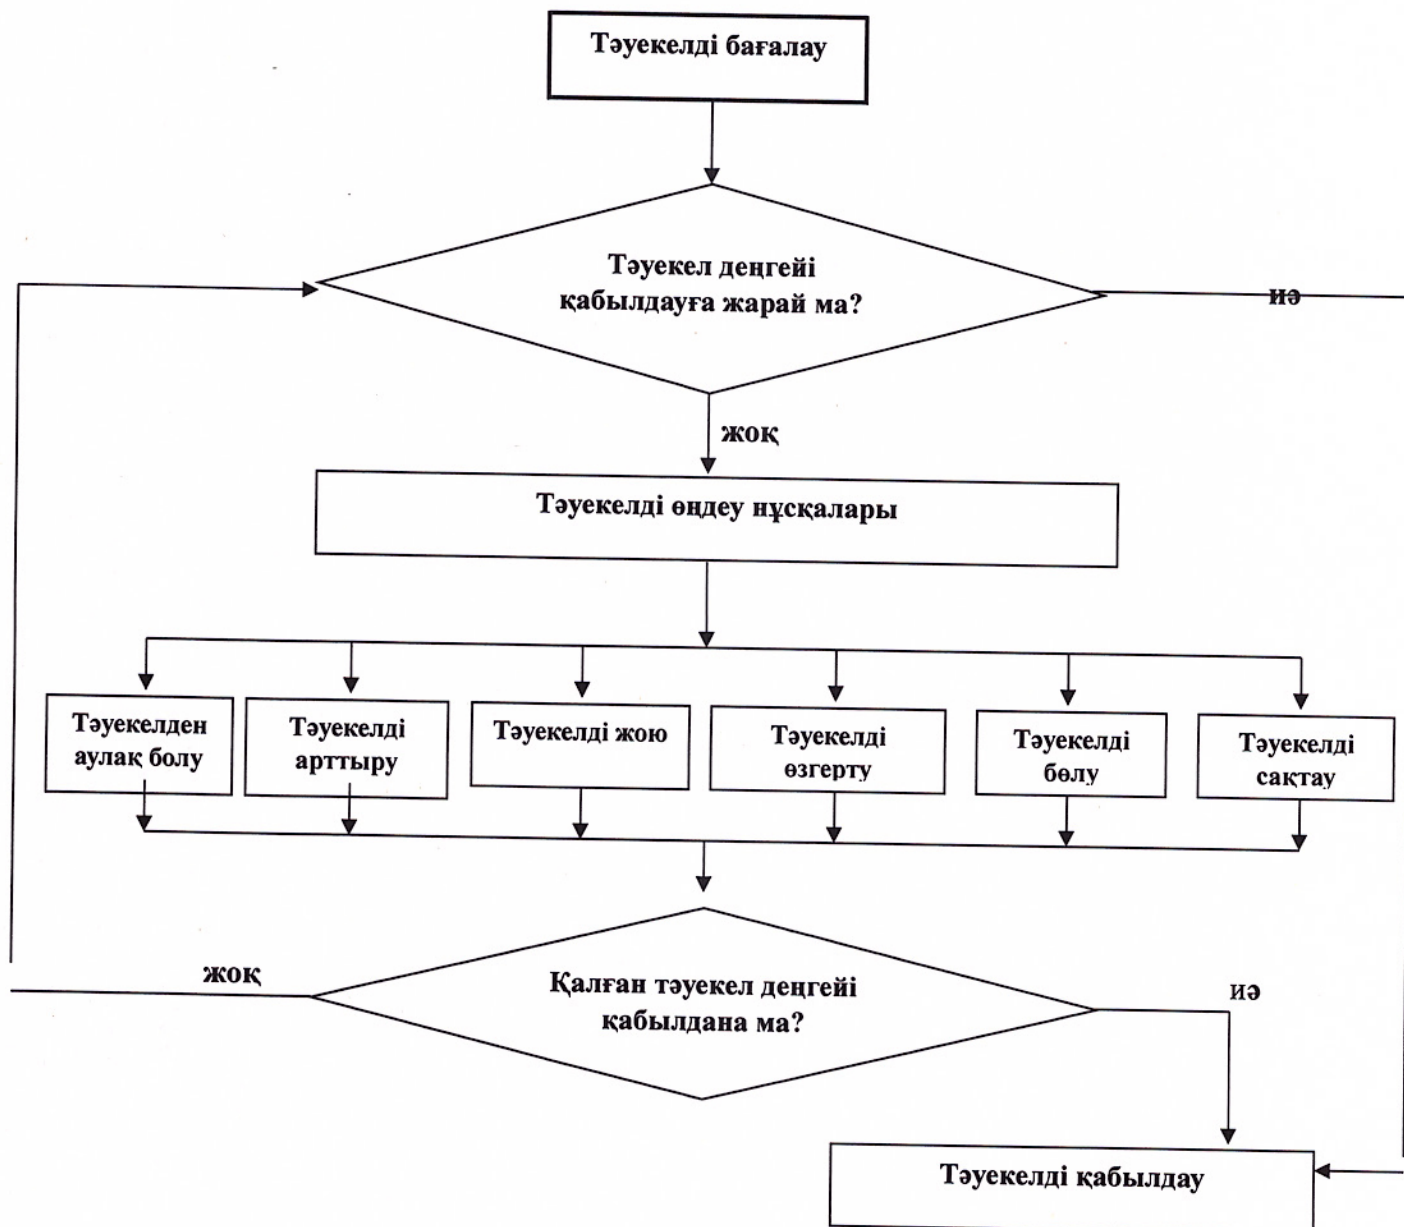 Тәуекелді бағалау
Тәуекел деңгейі
қабылдауға жарай ма?
иә
жоқ
Тәуекелді өңдеу нұсқалары
Тәуекелден
аулақ болу
Тәуекелді
арттыру
Тәуекелді жою
Тәуекелді
өзгерту
Тәуекелді
бөлу
Тәуекелді
сақтау
жоқ
Қалған тәуекел деңгейі
қабылдана ма?
иә
Тәуекелді қабылдау